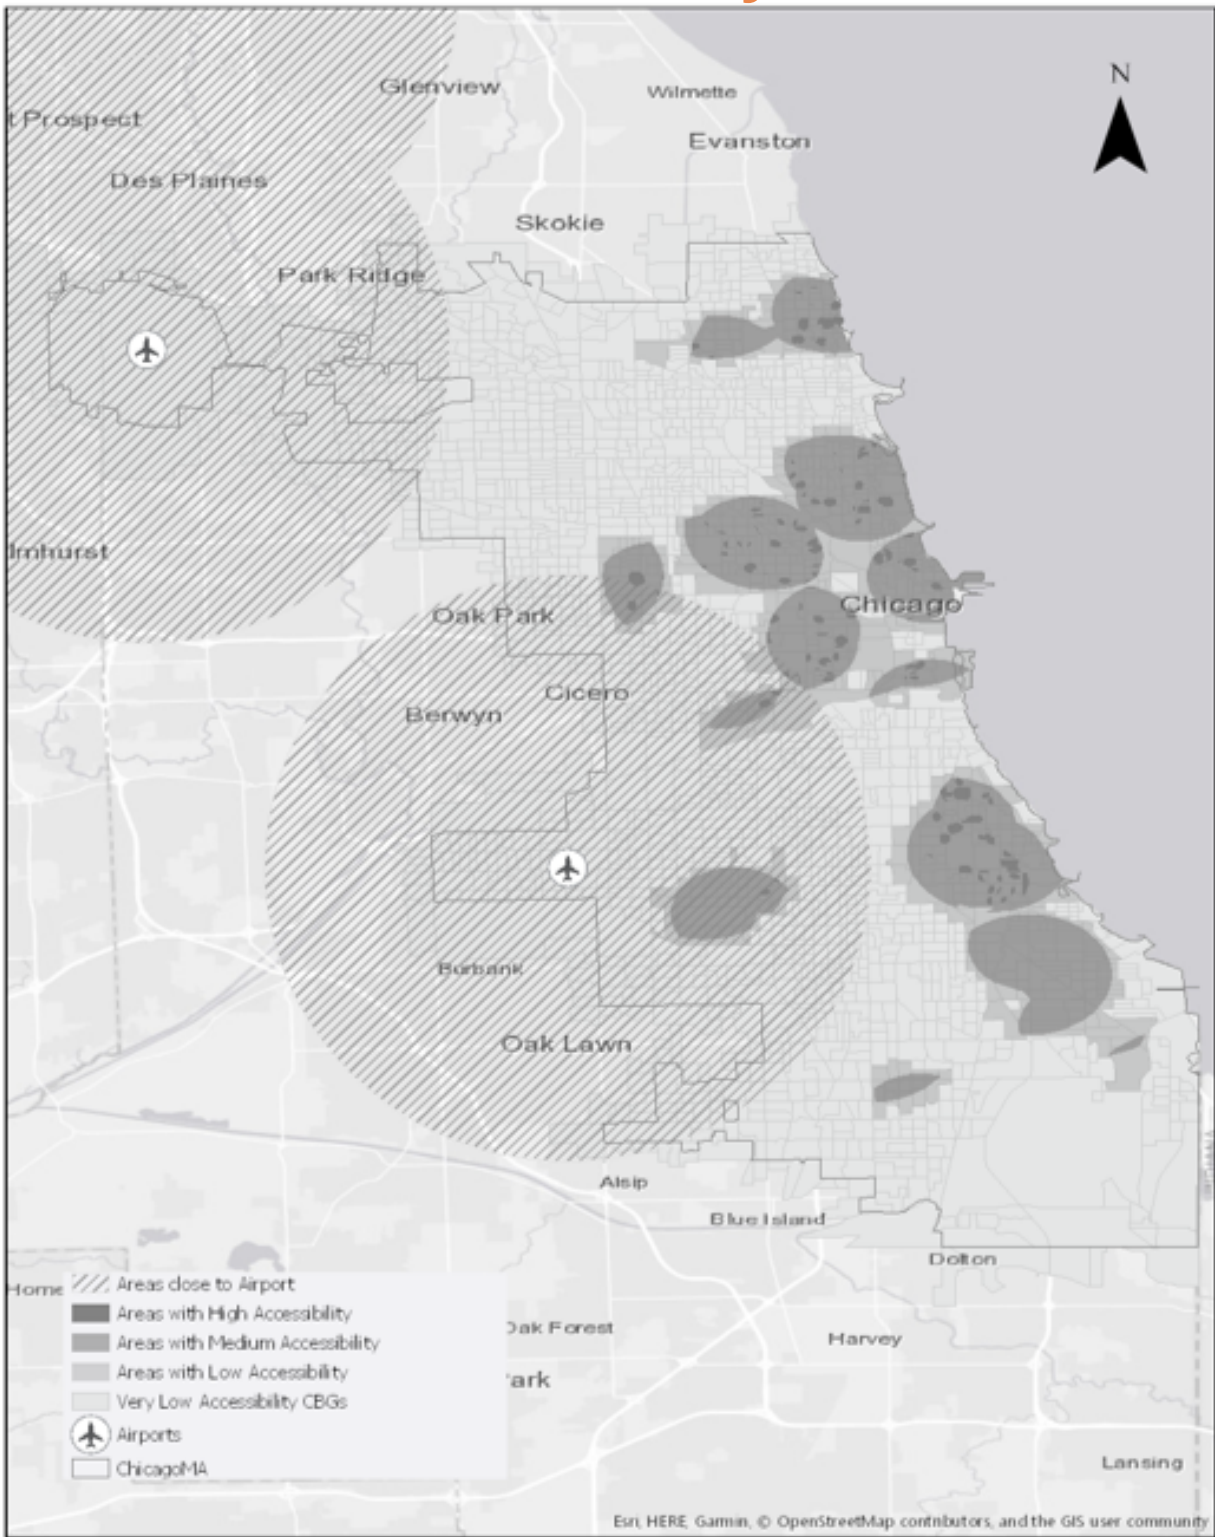 N
Glenview
Wilmette
t Prospect
Evanston
Des Plaines
Skokie
Park Ridge
lmhurst
Chicago
Oak Park
Cicero
Berwyn
Burbank
Oak Lawn
Alsip
Blue Island
Dolton
Home
Areas close to Airport
Areas with High Accessibility
Areas with Medium Accessibility
Areas with Low Accessibility
Very Low Accessibility CBGs
Airports
ChicagoMA
Oak Forest
Harvey
ark
Lansing
Esri, HERE, Garmin, © OpenStreetMap contributors, and the GIS user community